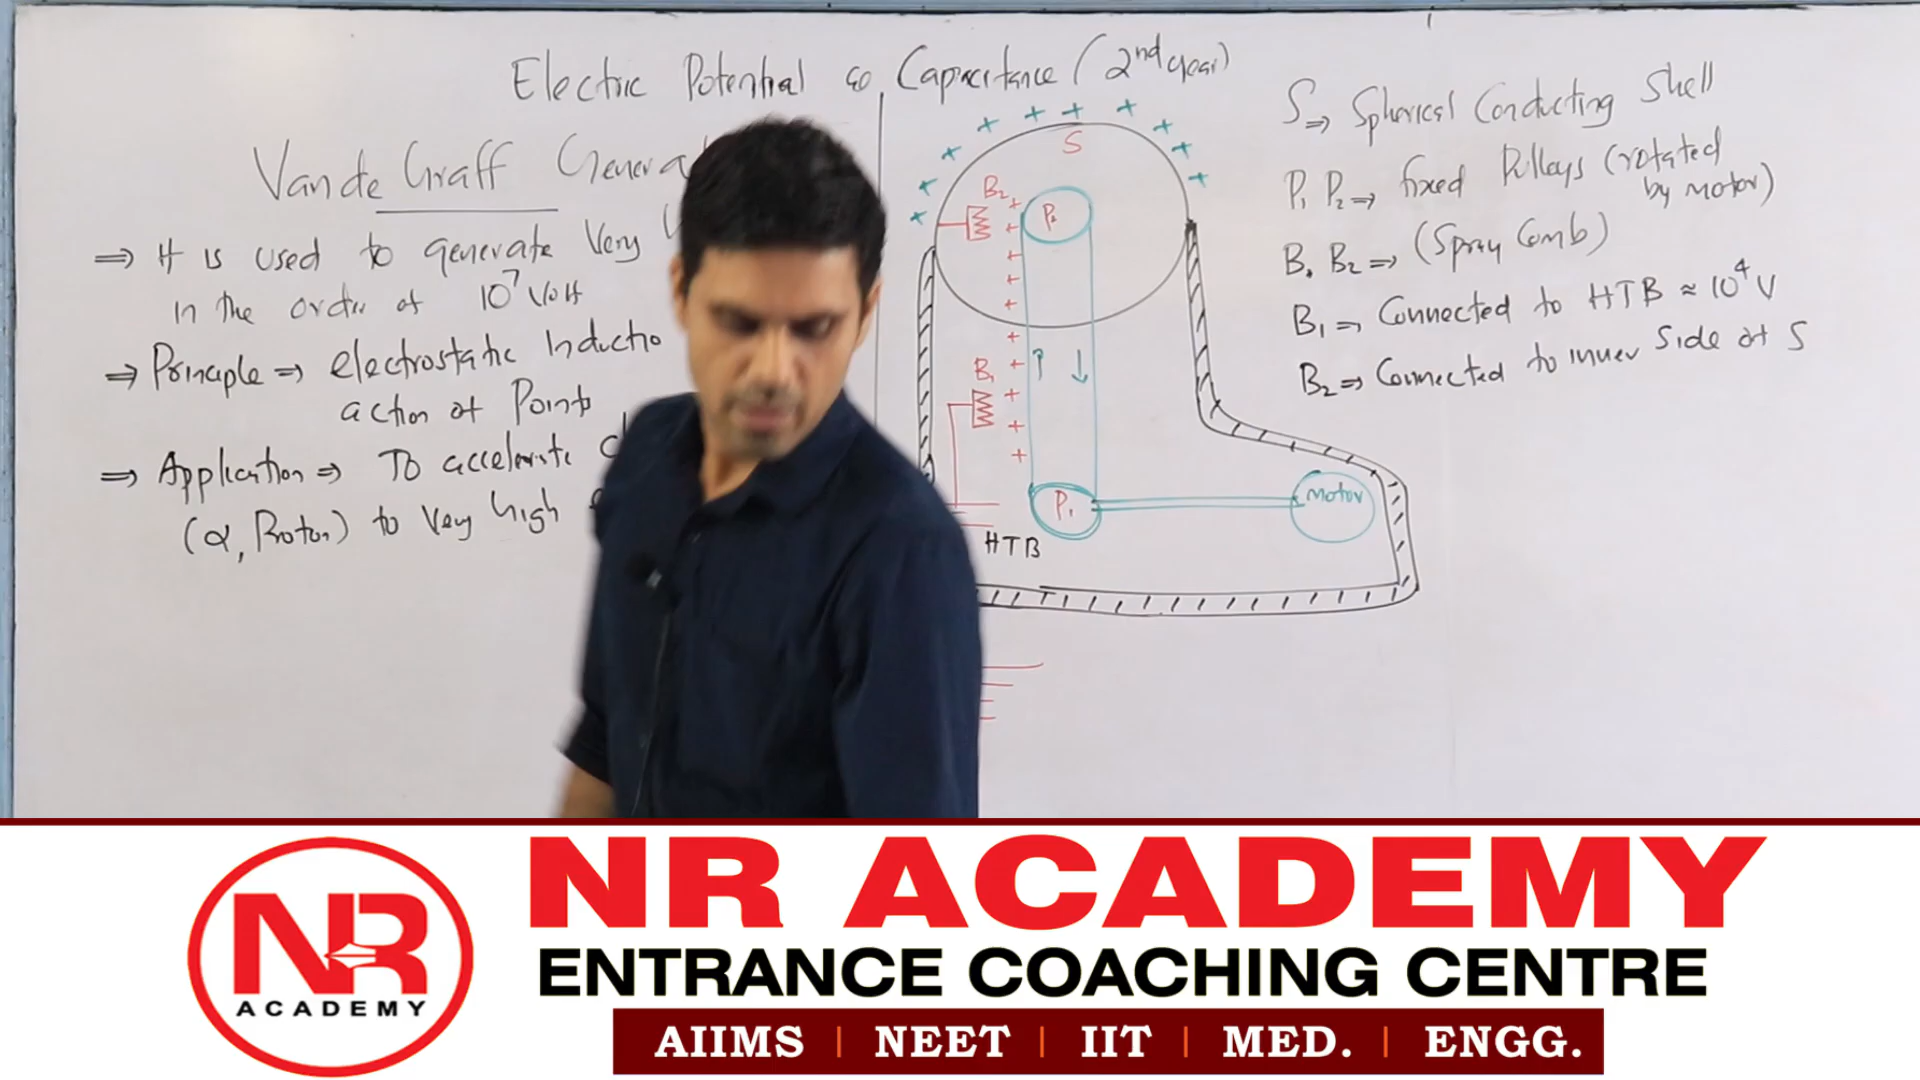 Electric Potential & Capacitance (2nd year)
Van de Graff
⇒ It is used to generate very
in the order of 10⁷ Volt
⇒ Principle ⇒ electrostatic Inductio
action of Points
⇒ Application ⇒ To accelerate
(α, Proton) to very high
+ + + + + + + + + + +
S
B₂
P₂
+ + + + + + + + + + +
B₁
↑ ↓
P₁
Motor
HTB
S ⇒ Spherical Conducting Shell
P₁ P₂ ⇒ fixed Pulleys (rotated
by motor)
B₁ B₂ ⇒ (Spray Comb)
B₁ ⇒ Connected to HTB ≈ 10⁴ V
B₂ ⇒ Connected to inner side of S
NR
ACADEMY
NR ACADEMY
ENTRANCE COACHING CENTRE
AIIMS | NEET | IIT | MED. | ENGG.